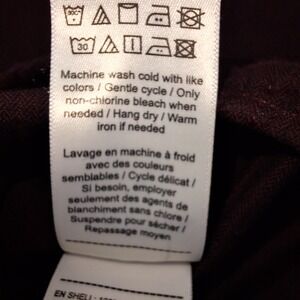 30
Machine wash cold with like
colors / Gentle cycle / Only
non-chlorine bleach when
needed / Hang dry / Warm
iron if needed
Lavage en machine à froid
avec des couleurs
semblables / Cycle délicat /
Si besoin, employer
seulement des agents de
blanchiment sans chlore /
Suspendre pour sécher /
Repassage moyen
EN SHELL: